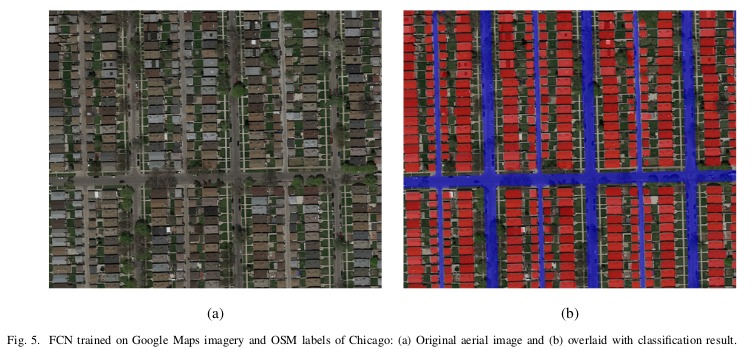 (a)
(b)
Fig. 5. FCN trained on Google Maps imagery and OSM labels of Chicago: (a) Original aerial image and (b) overlaid with classification result.